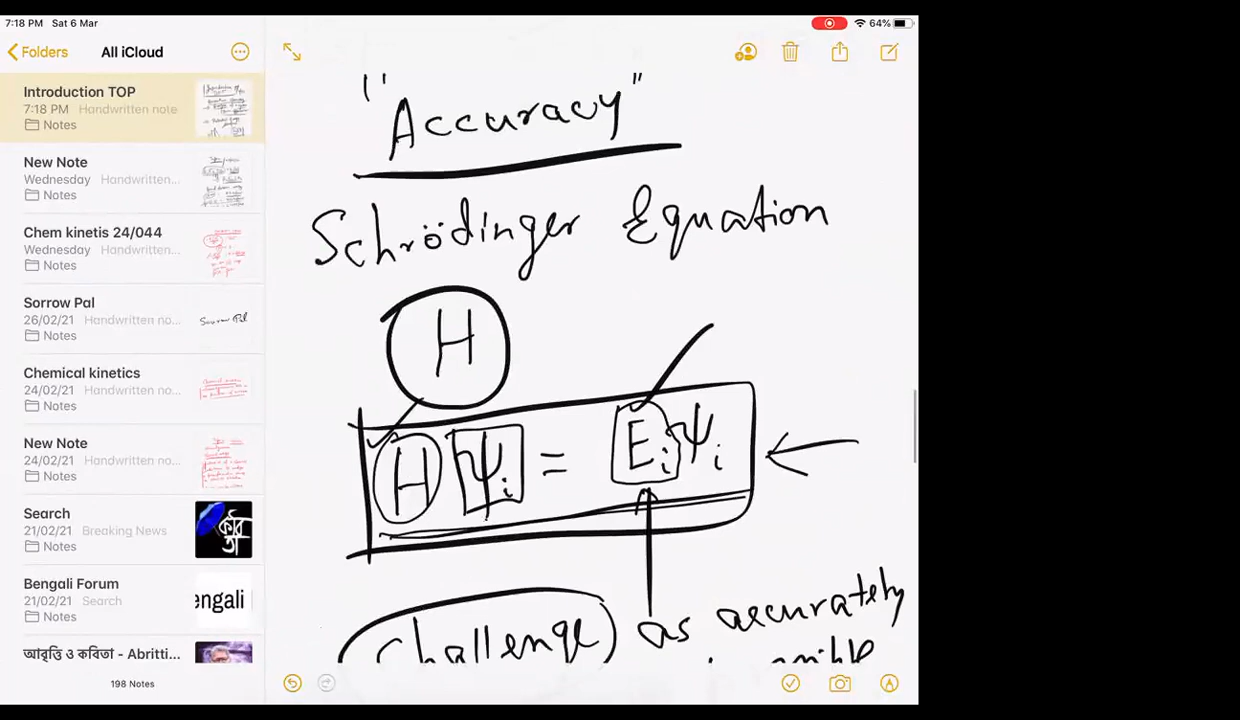 7:18 PM Sat 6 Mar
64%
Folders
All iCloud
Introduction TOP
7:18 PM Handwritten note
Notes
New Note
Wednesday Handwritten...
Notes
Chem kinetis 24/044
Wednesday Handwritten...
Notes
Sorrow Pal
26/02/21 Handwritten no...
Notes
Chemical kinetics
24/02/21 Handwritten no...
Notes
New Note
24/02/21 Handwritten no...
Notes
Search
21/02/21 Breaking News
Notes
Bengali Forum
21/02/21 Search
Notes
engali
আবৃত্তি ও কবিতা - Abritti...
198 Notes
"Accuracy"
Schrödinger Equation
H
H ψi = Ei ψi
Challenge as accurately